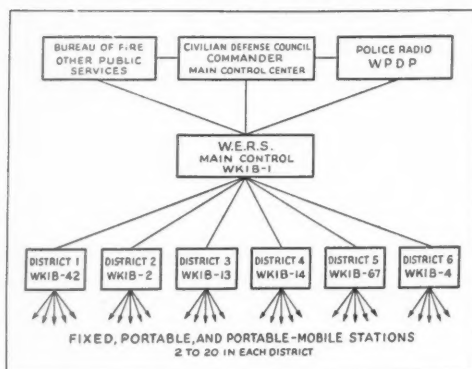 BUREAU OF FIRE
OTHER PUBLIC
SERVICES
CIVILIAN DEFENSE COUNCIL
COMMANDER
MAIN CONTROL CENTER
POLICE RADIO
WPDP
W.E.R.S.
MAIN CONTROL
WKIB-1
DISTRICT 1
WKIB-42
DISTRICT 2
WKIB-2
DISTRICT 3
WKIB-13
DISTRICT 4
WKIB-14
DISTRICT 5
WKIB-67
DISTRICT 6
WKIB-4
FIXED, PORTABLE, AND PORTABLE-MOBILE STATIONS
2 TO 20 IN EACH DISTRICT